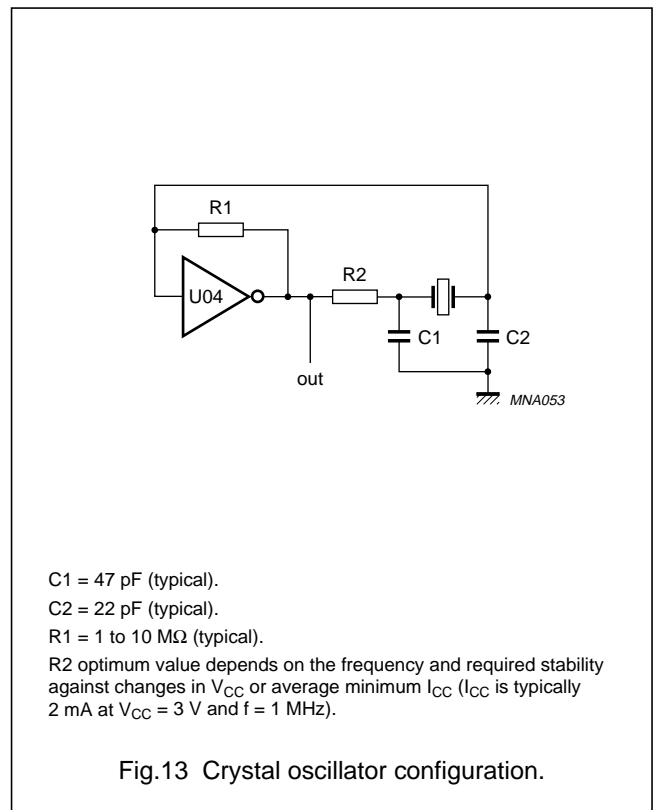 R1
R2
U04
C1
C2
out
MNA053
C1 = 47 pF (typical).
C2 = 22 pF (typical).
R1 = 1 to 10 MΩ (typical).
R2 optimum value depends on the frequency and required stability
against changes in VCC or average minimum ICC (ICC is typically
2 mA at VCC = 3 V and f = 1 MHz).
Fig.13 Crystal oscillator configuration.